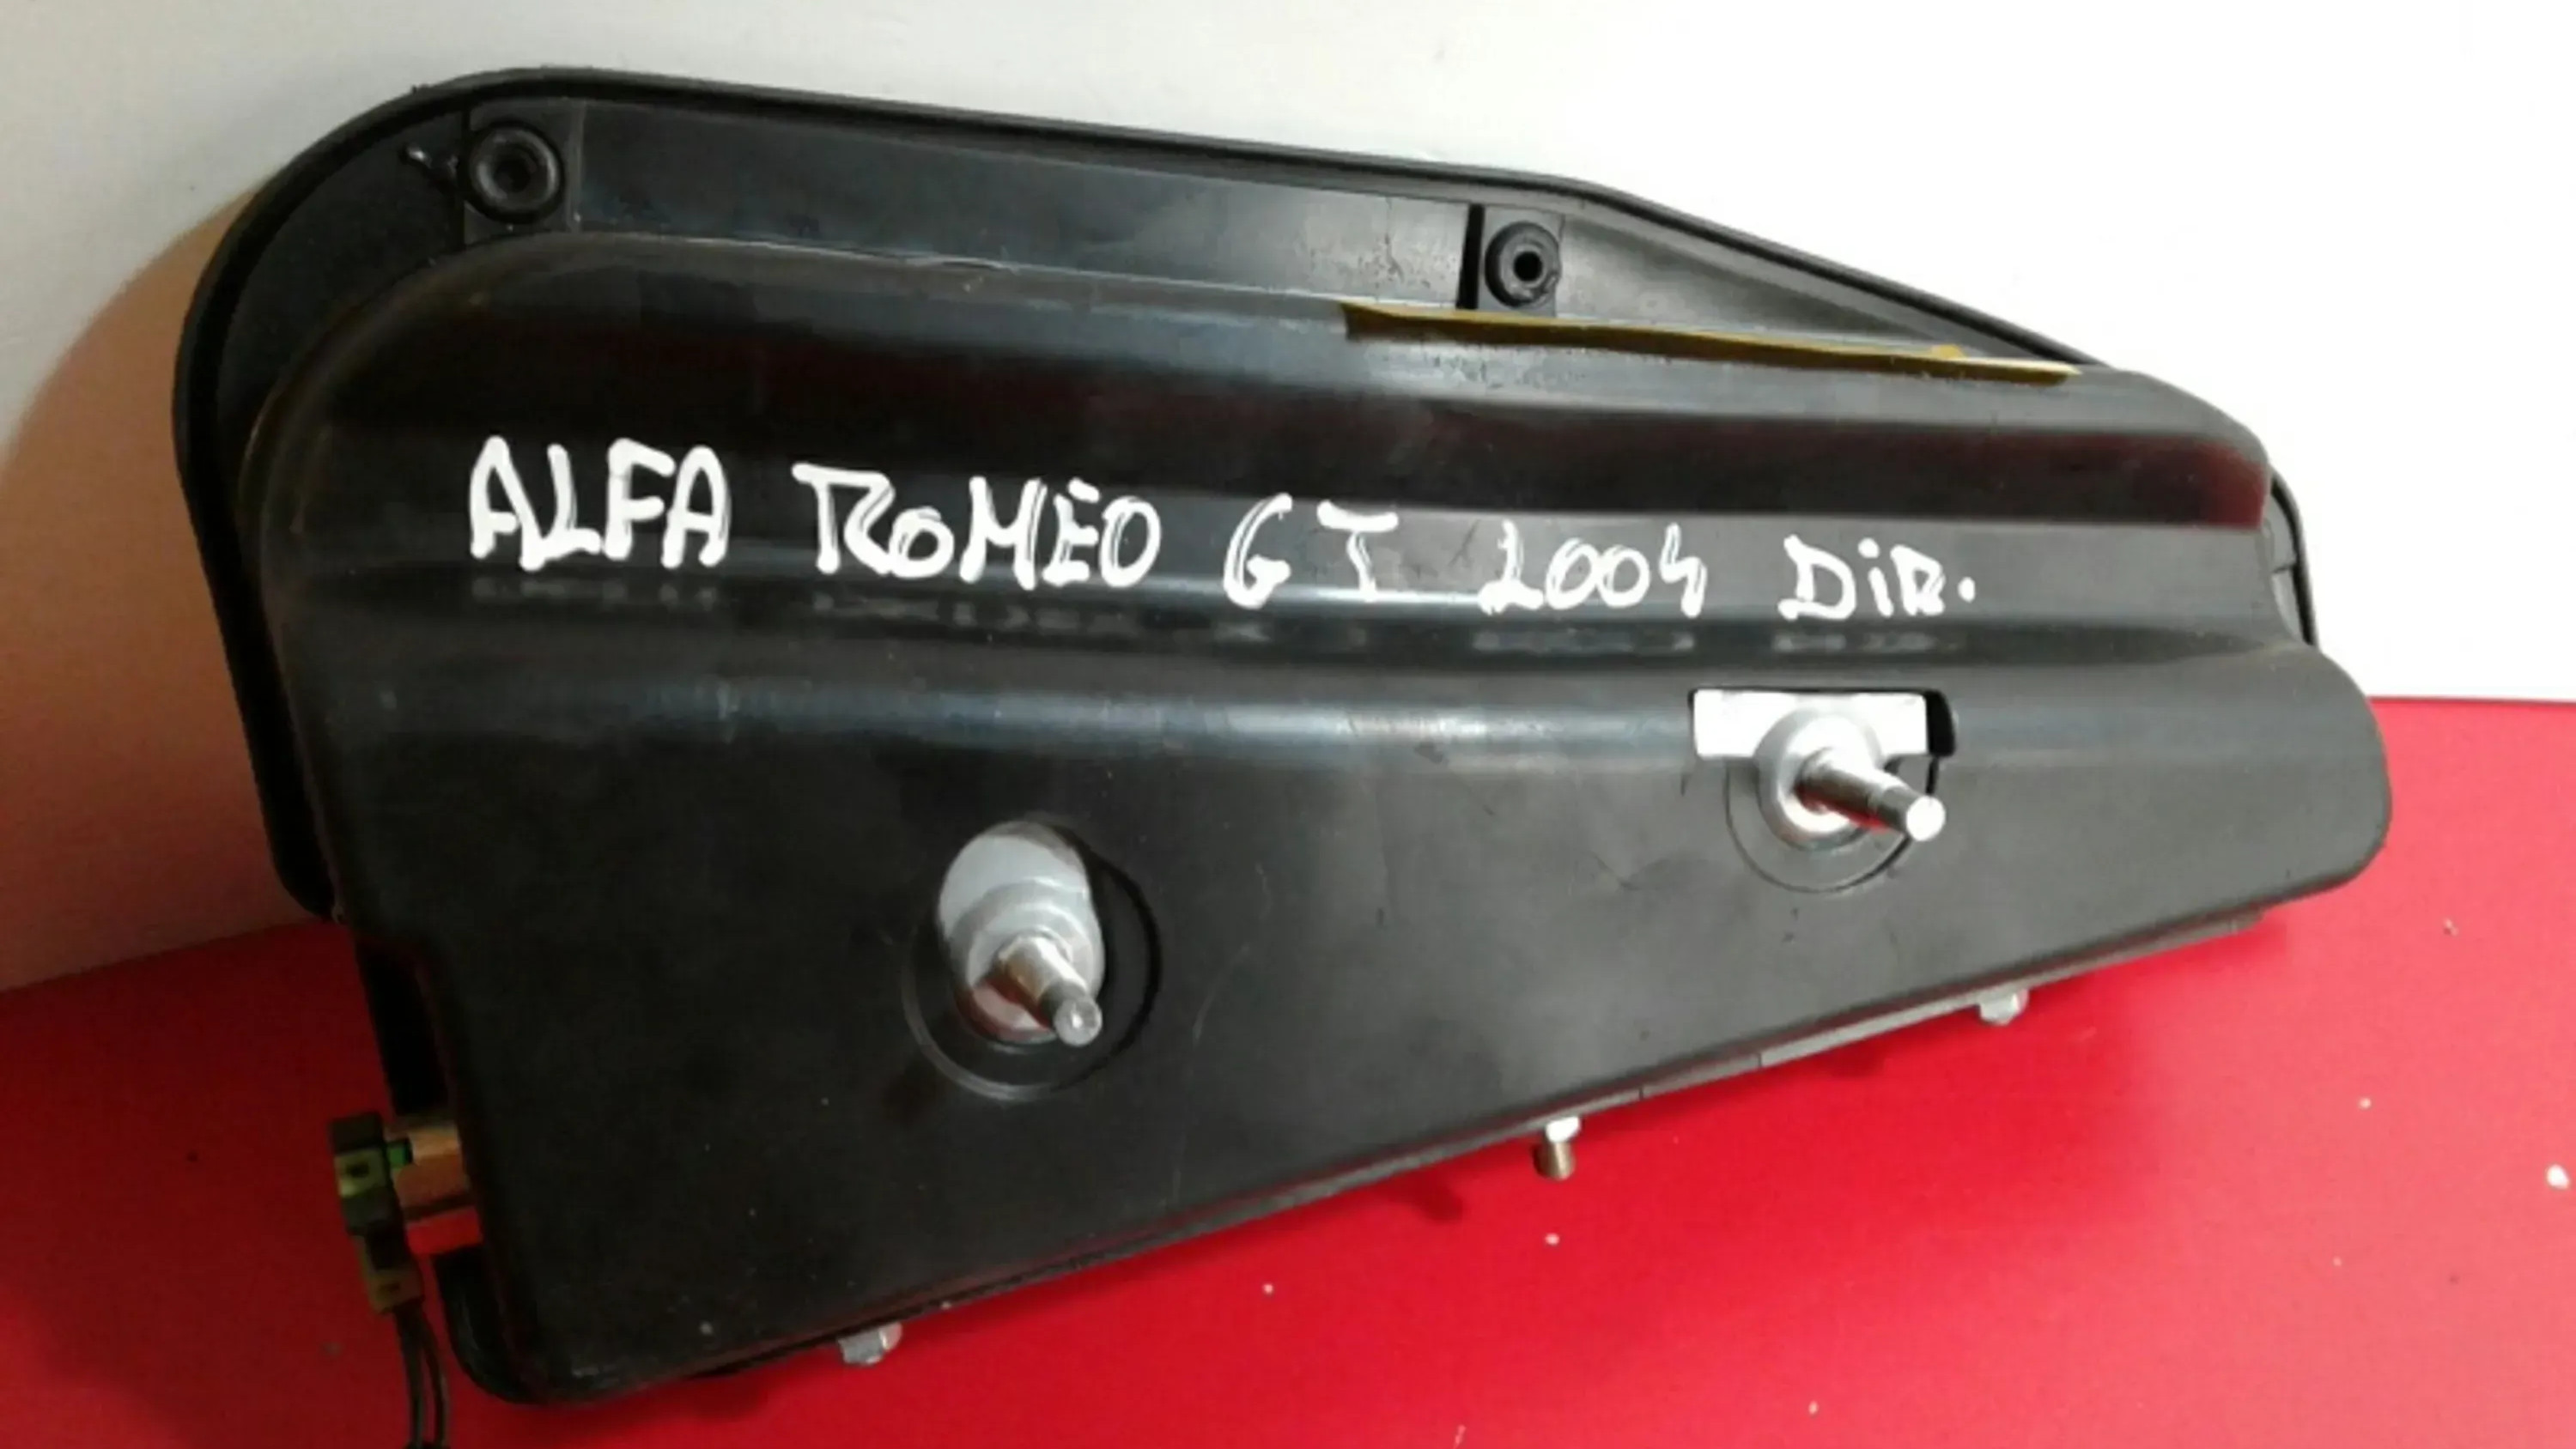 ALFA ROMEO GT 2004 DiR.